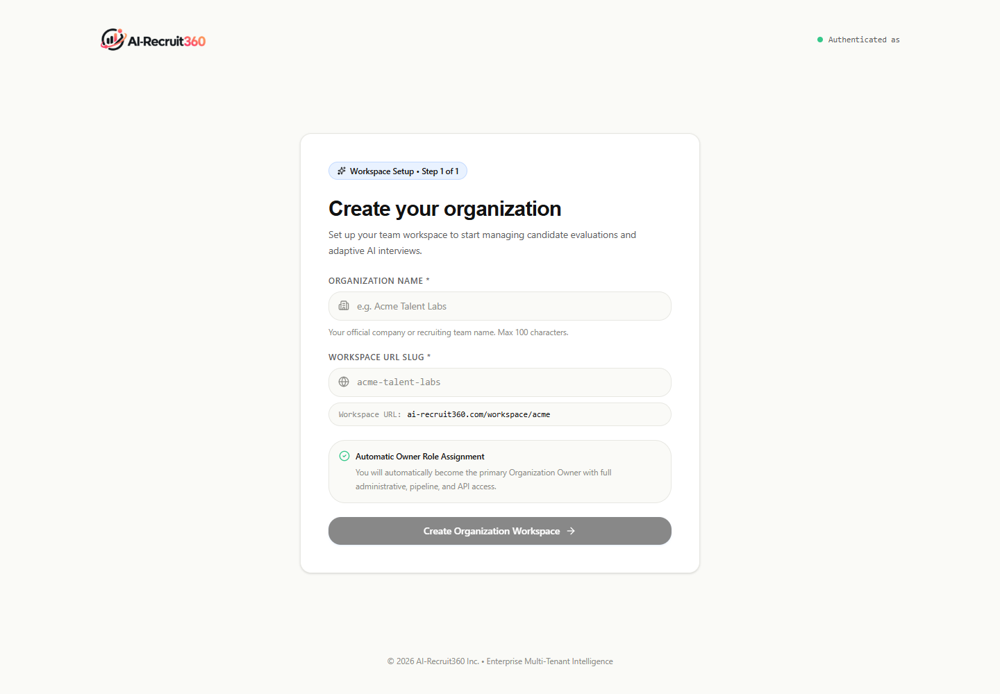 AI-Recruit360
Authenticated as
Workspace Setup • Step 1 of 1
Create your organization
Set up your team workspace to start managing candidate evaluations and
adaptive AI interviews.
ORGANIZATION NAME *
e.g. Acme Talent Labs
Your official company or recruiting team name. Max 100 characters.
WORKSPACE URL SLUG *
acme-talent-labs
Workspace URL: ai-recruit360.com/workspace/acme
Automatic Owner Role Assignment
You will automatically become the primary Organization Owner with full
administrative, pipeline, and API access.
Create Organization Workspace →
© 2026 AI-Recruit360 Inc. • Enterprise Multi-Tenant Intelligence